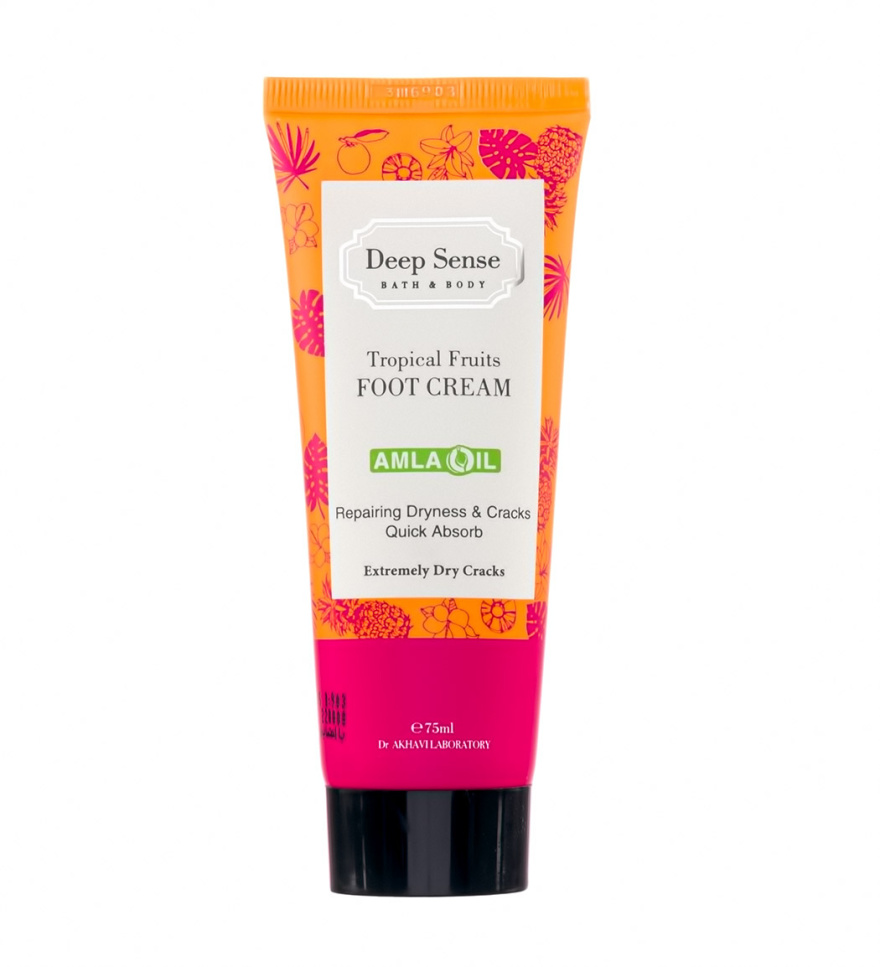 Deep Sense
BATH & BODY
Tropical Fruits
FOOT CREAM
AMLA OIL
Repairing Dryness & Cracks
Quick Absorb
Extremely Dry Cracks
℮75ml
Dr AKHAVI LABORATORY